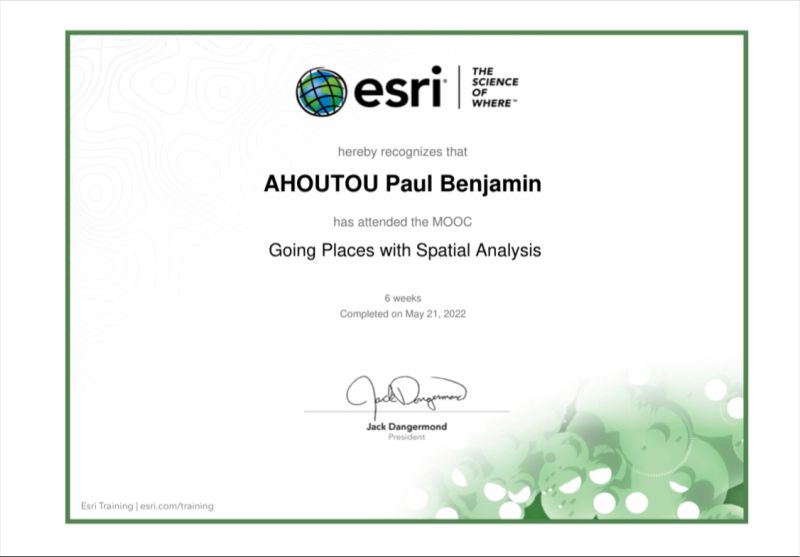 esri
THE
SCIENCE
OF
WHERE™
hereby recognizes that
AHOUTOU Paul Benjamin
has attended the MOOC
Going Places with Spatial Analysis
6 weeks
Completed on May 21, 2022
Jack Dangermond
Jack Dangermond
President
Esri Training | esri.com/training